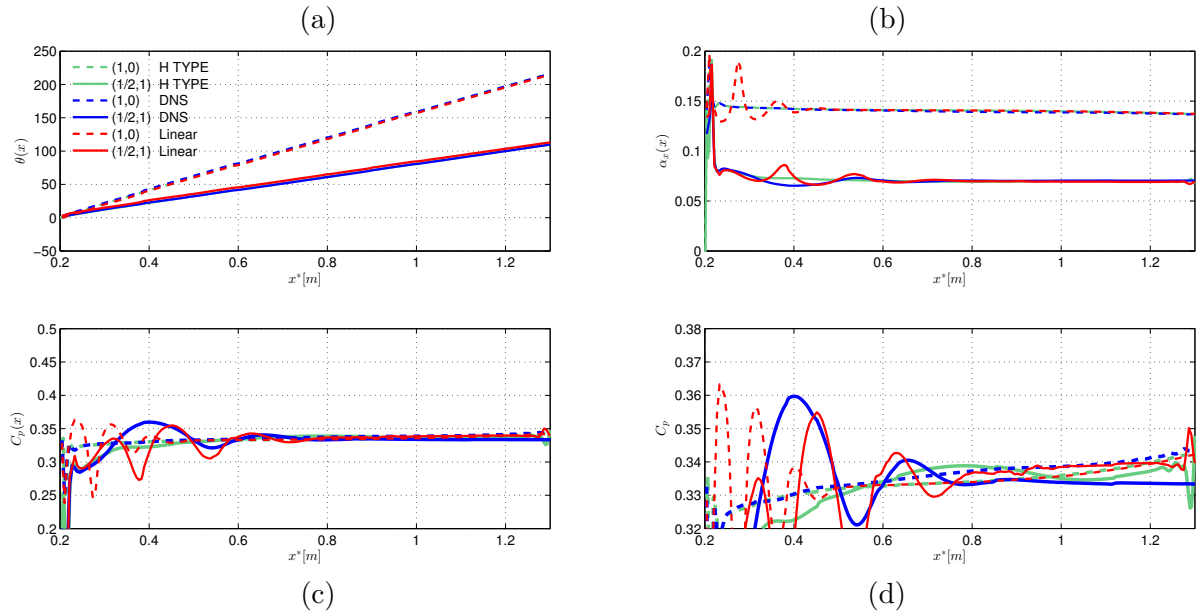 (a)
(b)
250
200
150
100
50
0
−50
θ(x)
(1,0) H TYPE
(1/2,1) H TYPE
(1,0) DNS
(1/2,1) DNS
(1,0) Linear
(1/2,1) Linear
0.2 0.4 0.6 0.8 1 1.2
x*[m]
0.2
0.15
0.1
0.05
0
α_x(x)
0.2 0.4 0.6 0.8 1 1.2
x*[m]
0.5
0.45
0.4
0.35
0.3
0.25
0.2
C_p(x)
0.2 0.4 0.6 0.8 1 1.2
x*[m]
0.38
0.37
0.36
0.35
0.34
0.33
0.32
C_p
0.2 0.4 0.6 0.8 1 1.2
x*[m]
(c)
(d)